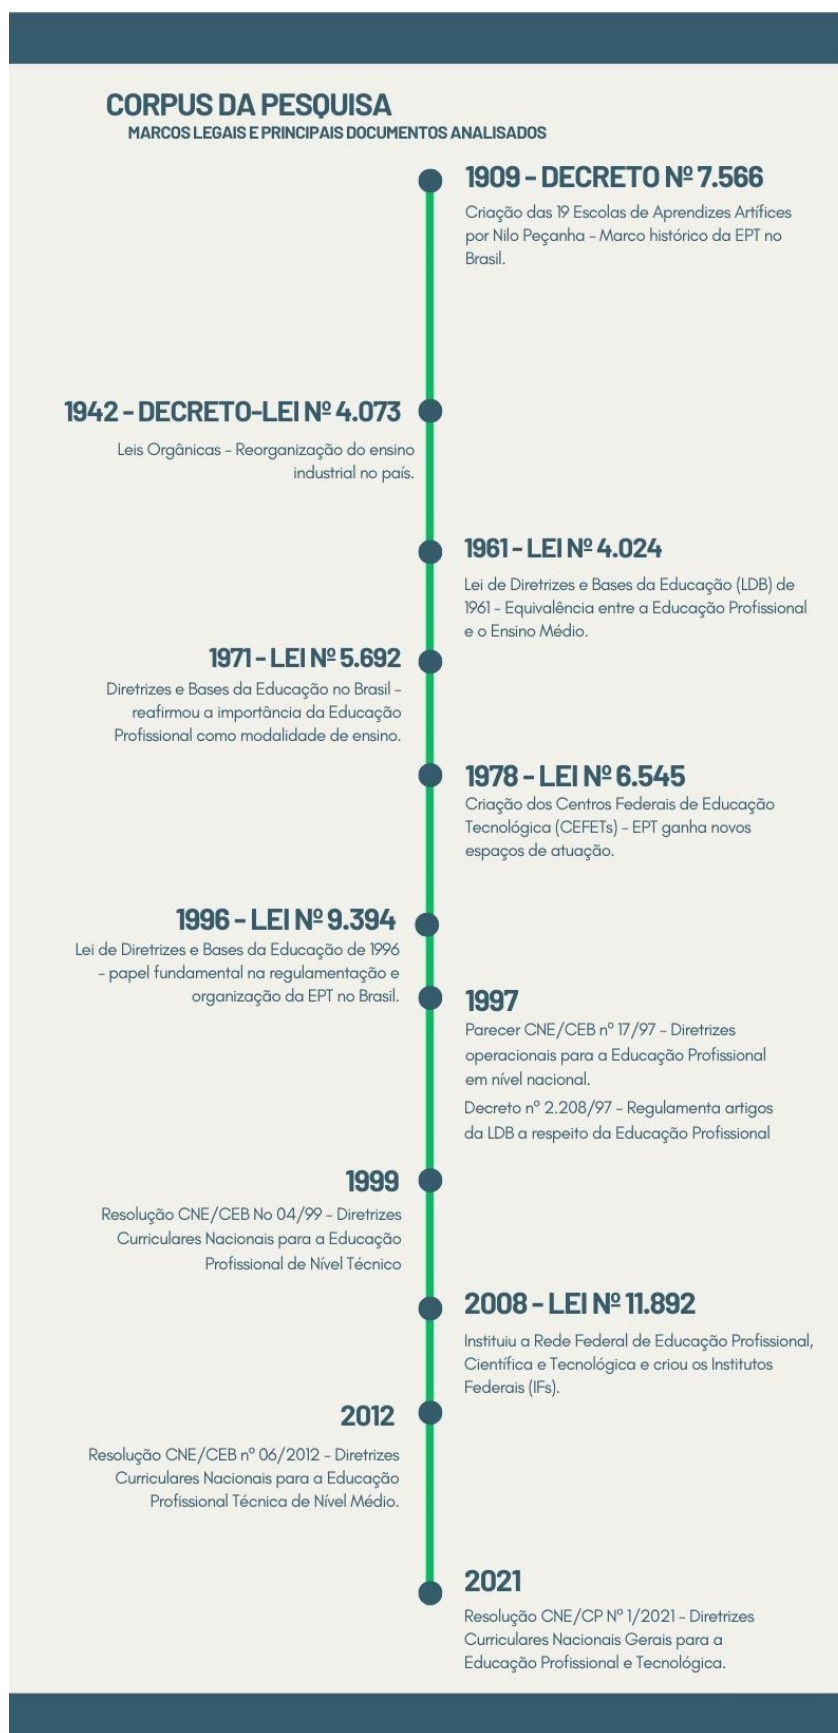 CORPUS DA PESQUISA
MARCOS LEGAIS E PRINCIPAIS DOCUMENTOS ANALISADOS
1909 - DECRETO Nº 7.566
Criação das 19 Escolas de Aprendizes Artífices
por Nilo Peçanha - Marco histórico da EPT no
Brasil.
1942 - DECRETO-LEI Nº 4.073
Leis Orgânicas - Reorganização do ensino
industrial no país.
1961 - LEI Nº 4.024
Lei de Diretrizes e Bases da Educação (LDB) de
1961 - Equivalência entre a Educação Profissional
e o Ensino Médio.
1971 - LEI Nº 5.692
Diretrizes e Bases da Educação no Brasil -
reafirmou a importância da Educação
Profissional como modalidade de ensino.
1978 - LEI Nº 6.545
Criação dos Centros Federais de Educação
Tecnológica (CEFETs) - EPT ganha novos
espaços de atuação.
1996 - LEI Nº 9.394
Lei de Diretrizes e Bases da Educação de 1996
- papel fundamental na regulamentação e
organização da EPT no Brasil.
1997
Parecer CNE/CEB nº 17/97 - Diretrizes
operacionais para a Educação Profissional
em nível nacional.
Decreto nº 2.208/97 - Regulamenta artigos
da LDB a respeito da Educação Profissional
1999
Resolução CNE/CEB No 04/99 - Diretrizes
Curriculares Nacionais para a Educação
Profissional de Nível Técnico
2008 - LEI Nº 11.892
Instituiu a Rede Federal de Educação Profissional,
Científica e Tecnológica e criou os Institutos
Federais (IFs).
2012
Resolução CNE/CEB nº 06/2012 - Diretrizes
Curriculares Nacionais para a Educação
Profissional Técnica de Nível Médio.
2021
Resolução CNE/CP Nº 1/2021 - Diretrizes
Curriculares Nacionais Gerais para a
Educação Profissional e Tecnológica.